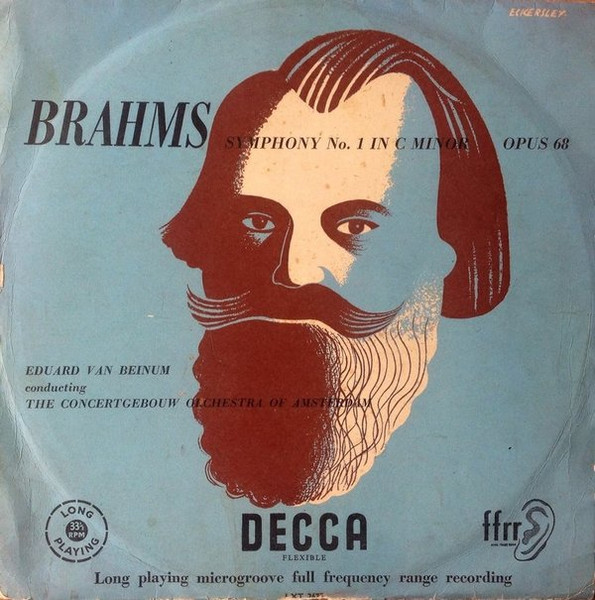 ECKERSLEY.
BRAHMS
SYMPHONY No. 1 IN C MINOR OPUS 68
EDUARD VAN BEINUM
conducting
THE CONCERTGEBOUW OLCHESTRA OF AMSTERDAM
LONG
33⅓
RPM
PLAYING
DECCA
FLEXIBLE
ffrr
Long playing microgroove full frequency range recording